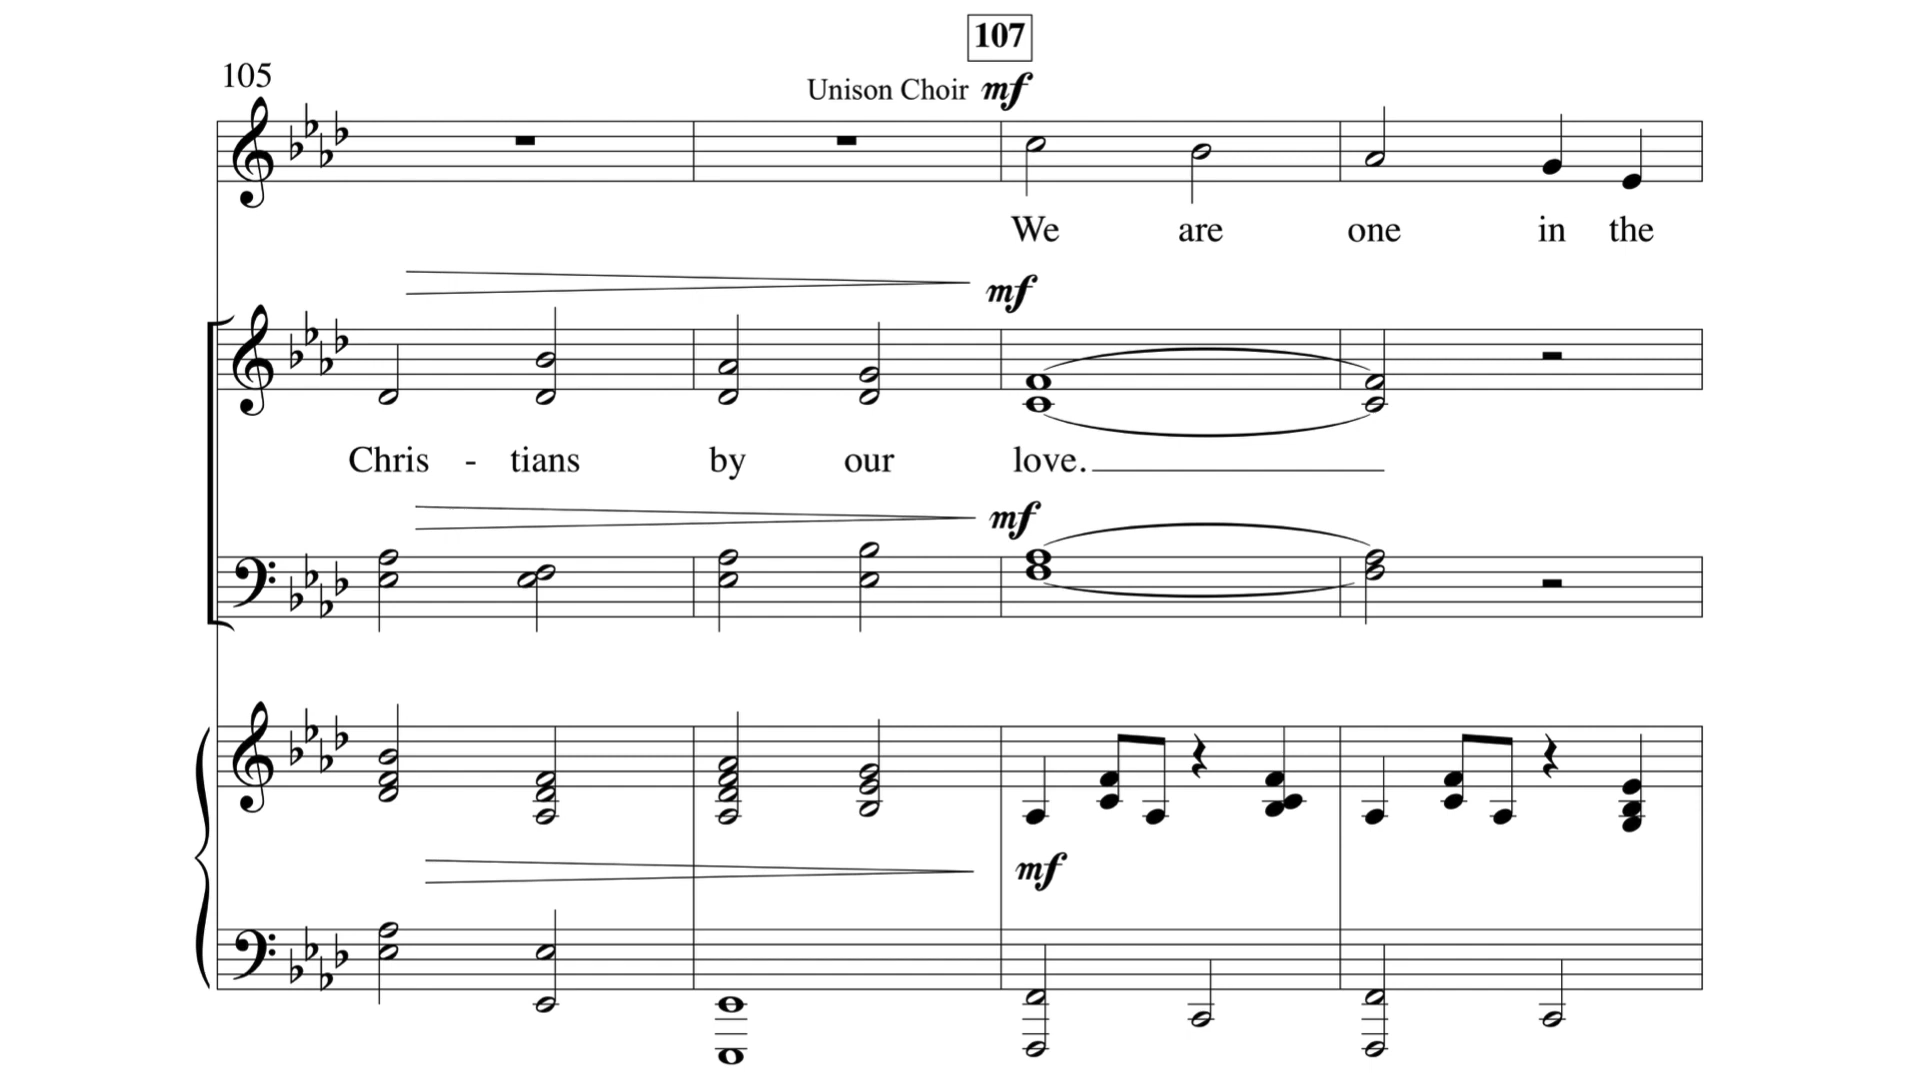 107
105
Unison Choir mf
We are one in the
mf
Chris - tians by our love.
mf
mf